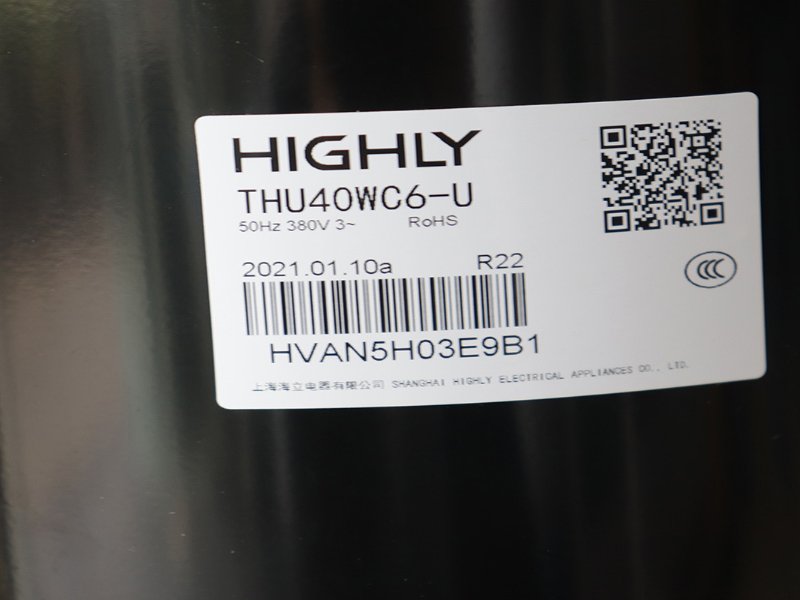 HIGHLY
THU40WC6-U
50Hz 380V 3~ RoHS
2021.01.10a R22
HVAN5H03E9B1
上海海立电器有限公司 SHANGHAI HIGHLY ELECTRICAL APPLIANCES CO., LTD.